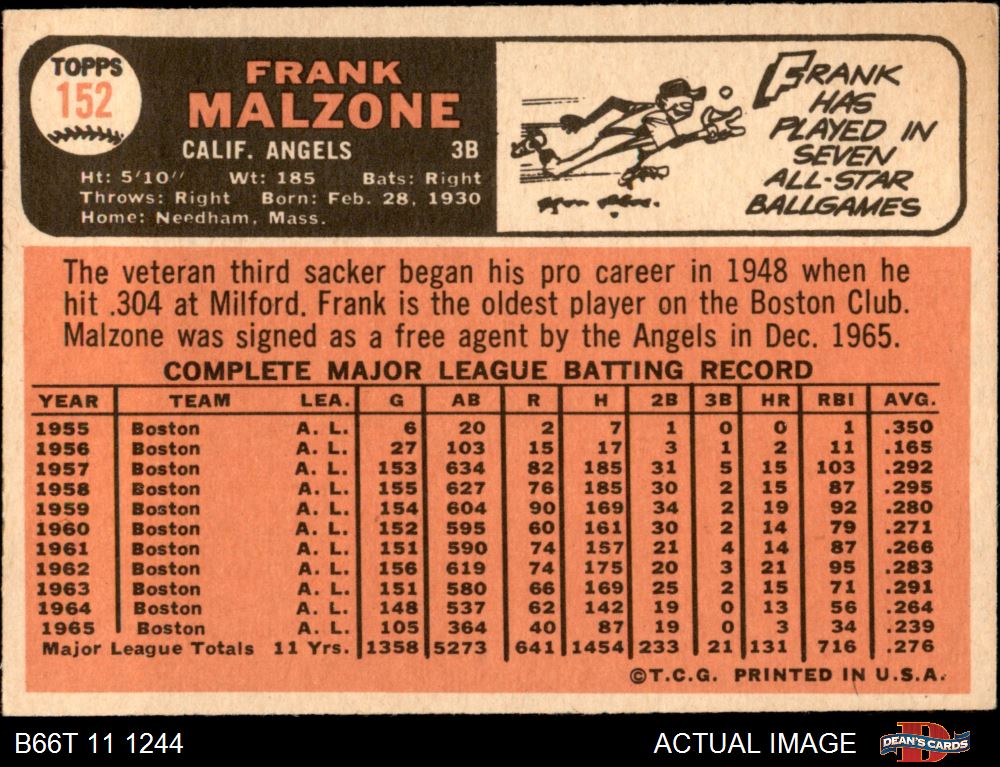 TOPPS
152
FRANK
MALZONE
CALIF. ANGELS 3B
Ht: 5'10" Wt: 185 Bats: Right
Throws: Right Born: Feb. 28, 1930
Home: Needham, Mass.
FRANK
HAS
PLAYED IN
SEVEN
ALL-STAR
BALLGAMES
The veteran third sacker began his pro career in 1948 when he
hit .304 at Milford. Frank is the oldest player on the Boston Club.
Malzone was signed as a free agent by the Angels in Dec. 1965.
COMPLETE MAJOR LEAGUE BATTING RECORD
YEAR TEAM LEA. G AB R H 2B 3B HR RBI AVG.
1955 Boston A. L. 6 20 2 7 1 0 0 1 .350
1956 Boston A. L. 27 103 15 17 3 1 2 11 .165
1957 Boston A. L. 153 634 82 185 31 5 15 103 .292
1958 Boston A. L. 155 627 76 185 30 2 15 87 .295
1959 Boston A. L. 154 604 90 169 34 2 19 92 .280
1960 Boston A. L. 152 595 60 161 30 2 14 79 .271
1961 Boston A. L. 151 590 74 157 21 4 14 87 .266
1962 Boston A. L. 156 619 74 175 20 3 21 95 .283
1963 Boston A. L. 151 580 66 169 25 2 15 71 .291
1964 Boston A. L. 148 537 62 142 19 0 13 56 .264
1965 Boston A. L. 105 364 40 87 19 0 3 34 .239
Major League Totals 11 Yrs. 1358 5273 641 1454 233 21 131 716 .276
©T.C.G. PRINTED IN U.S.A.
B66T 11 1244 ACTUAL IMAGE DEAN'S CARDS